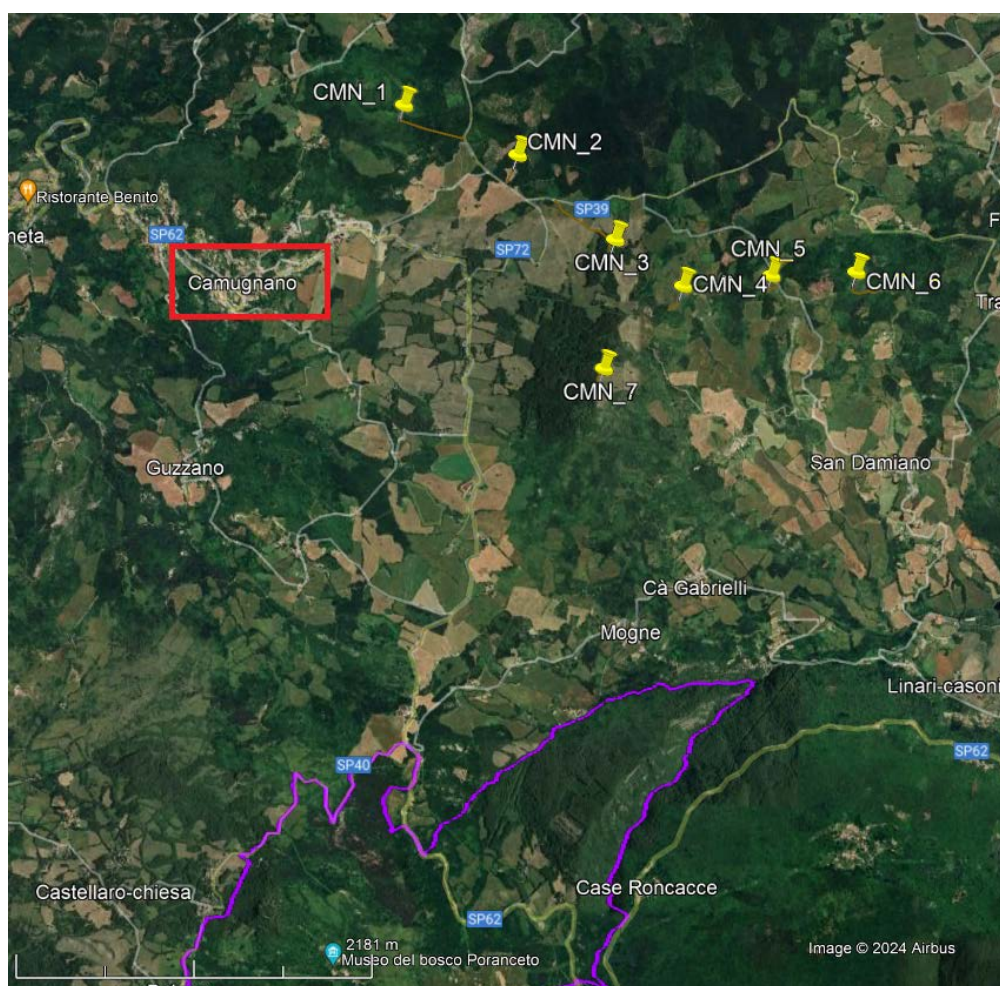 CMN_1
CMN_2
Ristorante Benito
SP39
neta
SP62
SP72
CMN_3
CMN_5
Camugnano
CMN_4
CMN_6
Tra
CMN_7
Guzzano
San Damiano
Cà Gabrielli
Mogne
Linari-casoni
SP40
SP62
Castellaro-chiesa
Case Roncacce
SP62
2181 m
Museo del bosco Poranceto
Image © 2024 Airbus